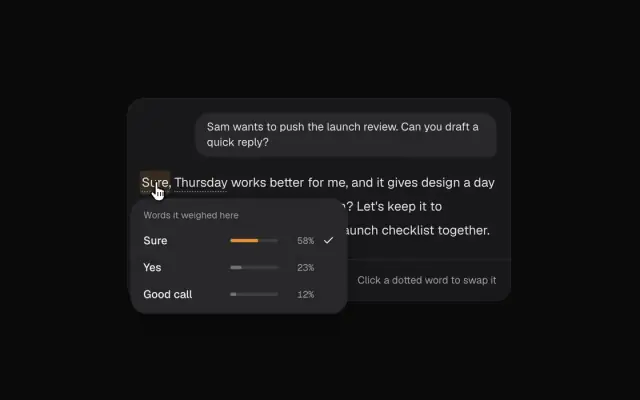 Sam wants to push the launch review. Can you draft a
quick reply?
Sure, Thursday works better for me, and it gives design a day
? Let's keep it to
launch checklist together.
Words it weighed here
Sure 58%
Yes 23%
Good call 12%
Click a dotted word to swap it